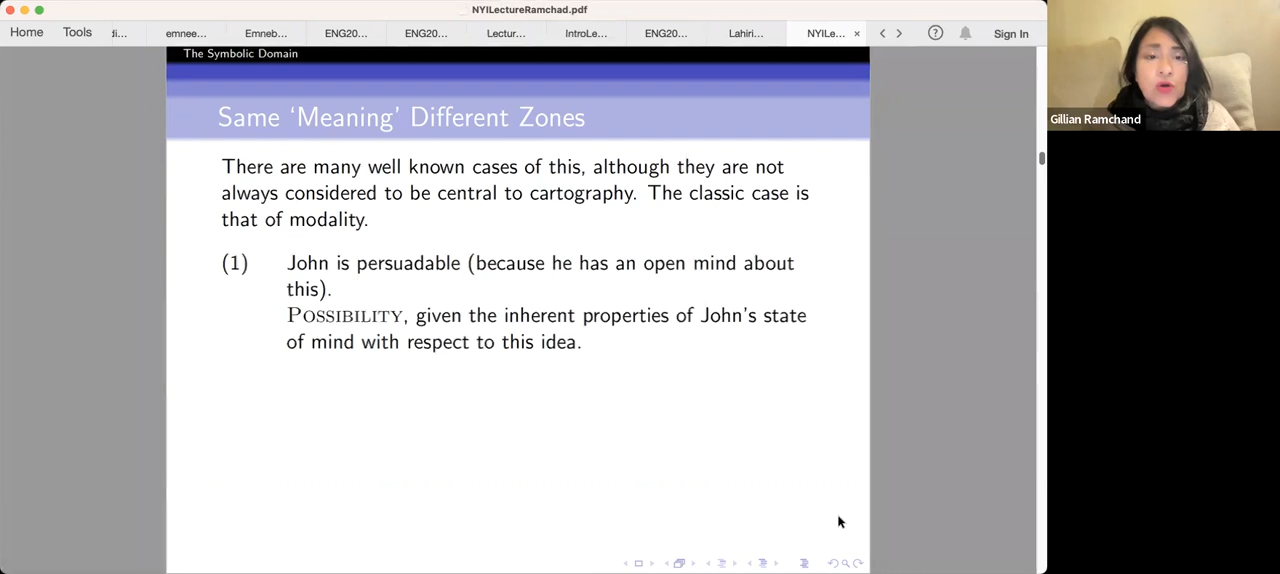 NYILectureRamchad.pdf
Home Tools di... emnee... Emneb... ENG20... ENG20... Lectur... IntroLe... ENG20... Lahiri... NYILe... × ? Sign In
The Symbolic Domain
Same ‘Meaning’ Different Zones
There are many well known cases of this, although they are not
always considered to be central to cartography. The classic case is
that of modality.
(1) John is persuadable (because he has an open mind about
this).
Possibility, given the inherent properties of John’s state
of mind with respect to this idea.
Gillian Ramchand